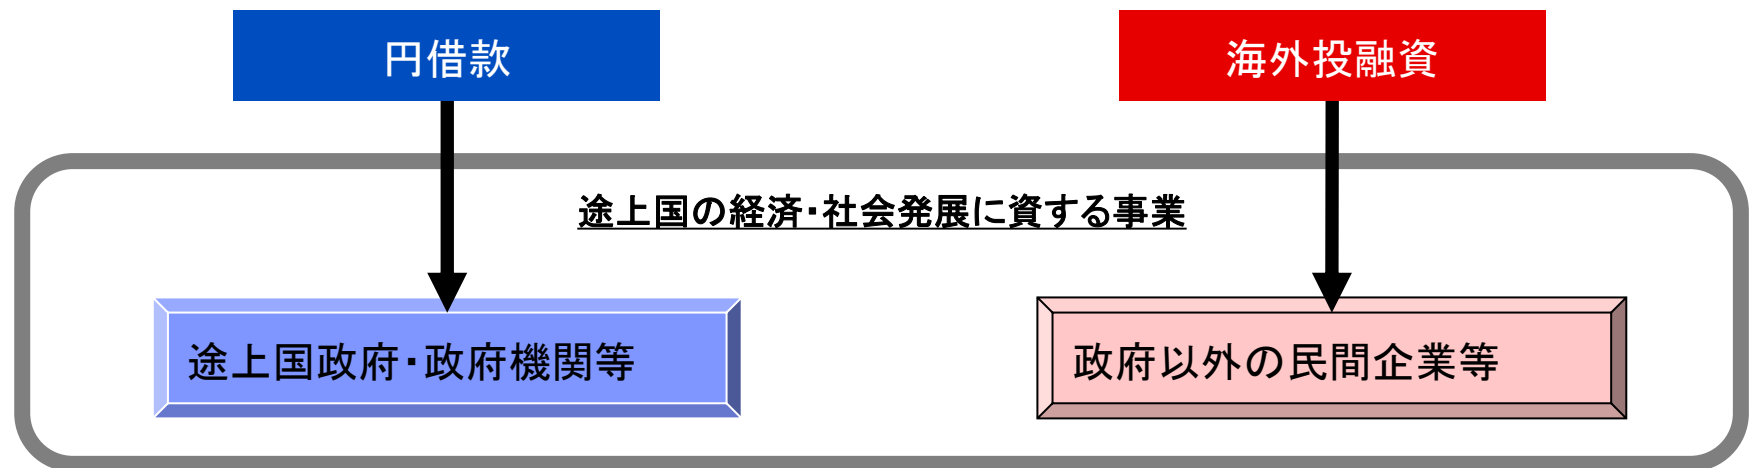 円借款
海外投融資
途上国の経済・社会発展に資する事業
途上国政府・政府機関等
政府以外の民間企業等